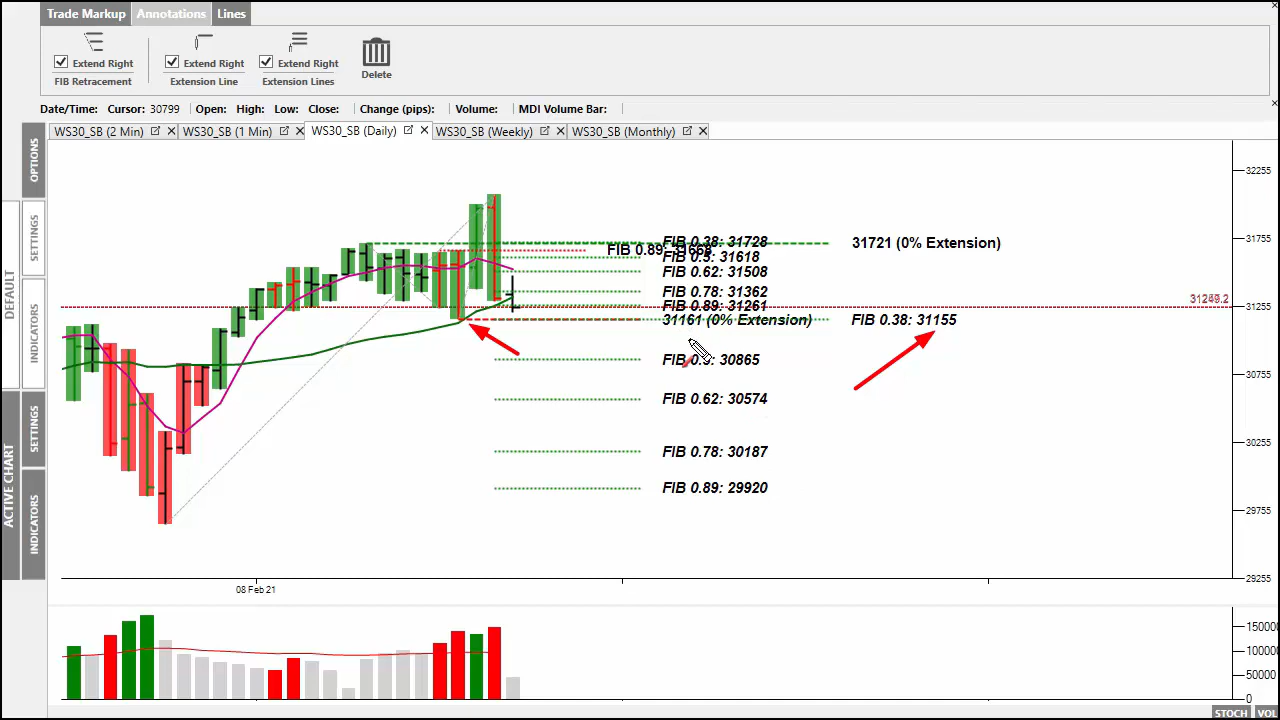 Trade Markup Annotations Lines
Extend Right Extend Right Extend Right
FIB Retracement Extension Line Extension Lines Delete
Date/Time: Cursor: 30799 Open: High: Low: Close: Change (pips): Volume: MDI Volume Bar:
WS30_SB (2 Min) WS30_SB (1 Min) WS30_SB (Daily) WS30_SB (Weekly) WS30_SB (Monthly)
OPTIONS
SETTINGS
INDICATORS
DEFAULT
SETTINGS
INDICATORS
ACTIVE CHART
32255
31755
31255
30755
30255
29755
29255
FIB 0.38: 31728
31721 (0% Extension)
FIB 0.5: 31618
FIB 0.62: 31508
FIB 0.78: 31362
FIB 0.89: 31261
31161 (0% Extension) FIB 0.38: 31155
FIB 0.5: 30865
FIB 0.62: 30574
FIB 0.78: 30187
FIB 0.89: 29920
08 Feb 21
150000
100000
50000
0
STOCH VOL